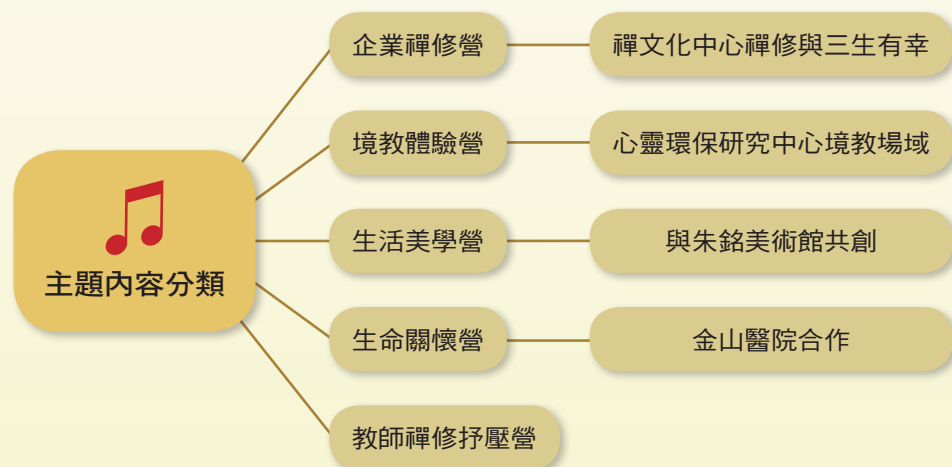 主題內容分類
企業禪修營
禪文化中心禪修與三生有幸
境教體驗營
心靈環保研究中心境教場域
生活美學營
與朱銘美術館共創
生命關懷營
金山醫院合作
教師禪修抒壓營